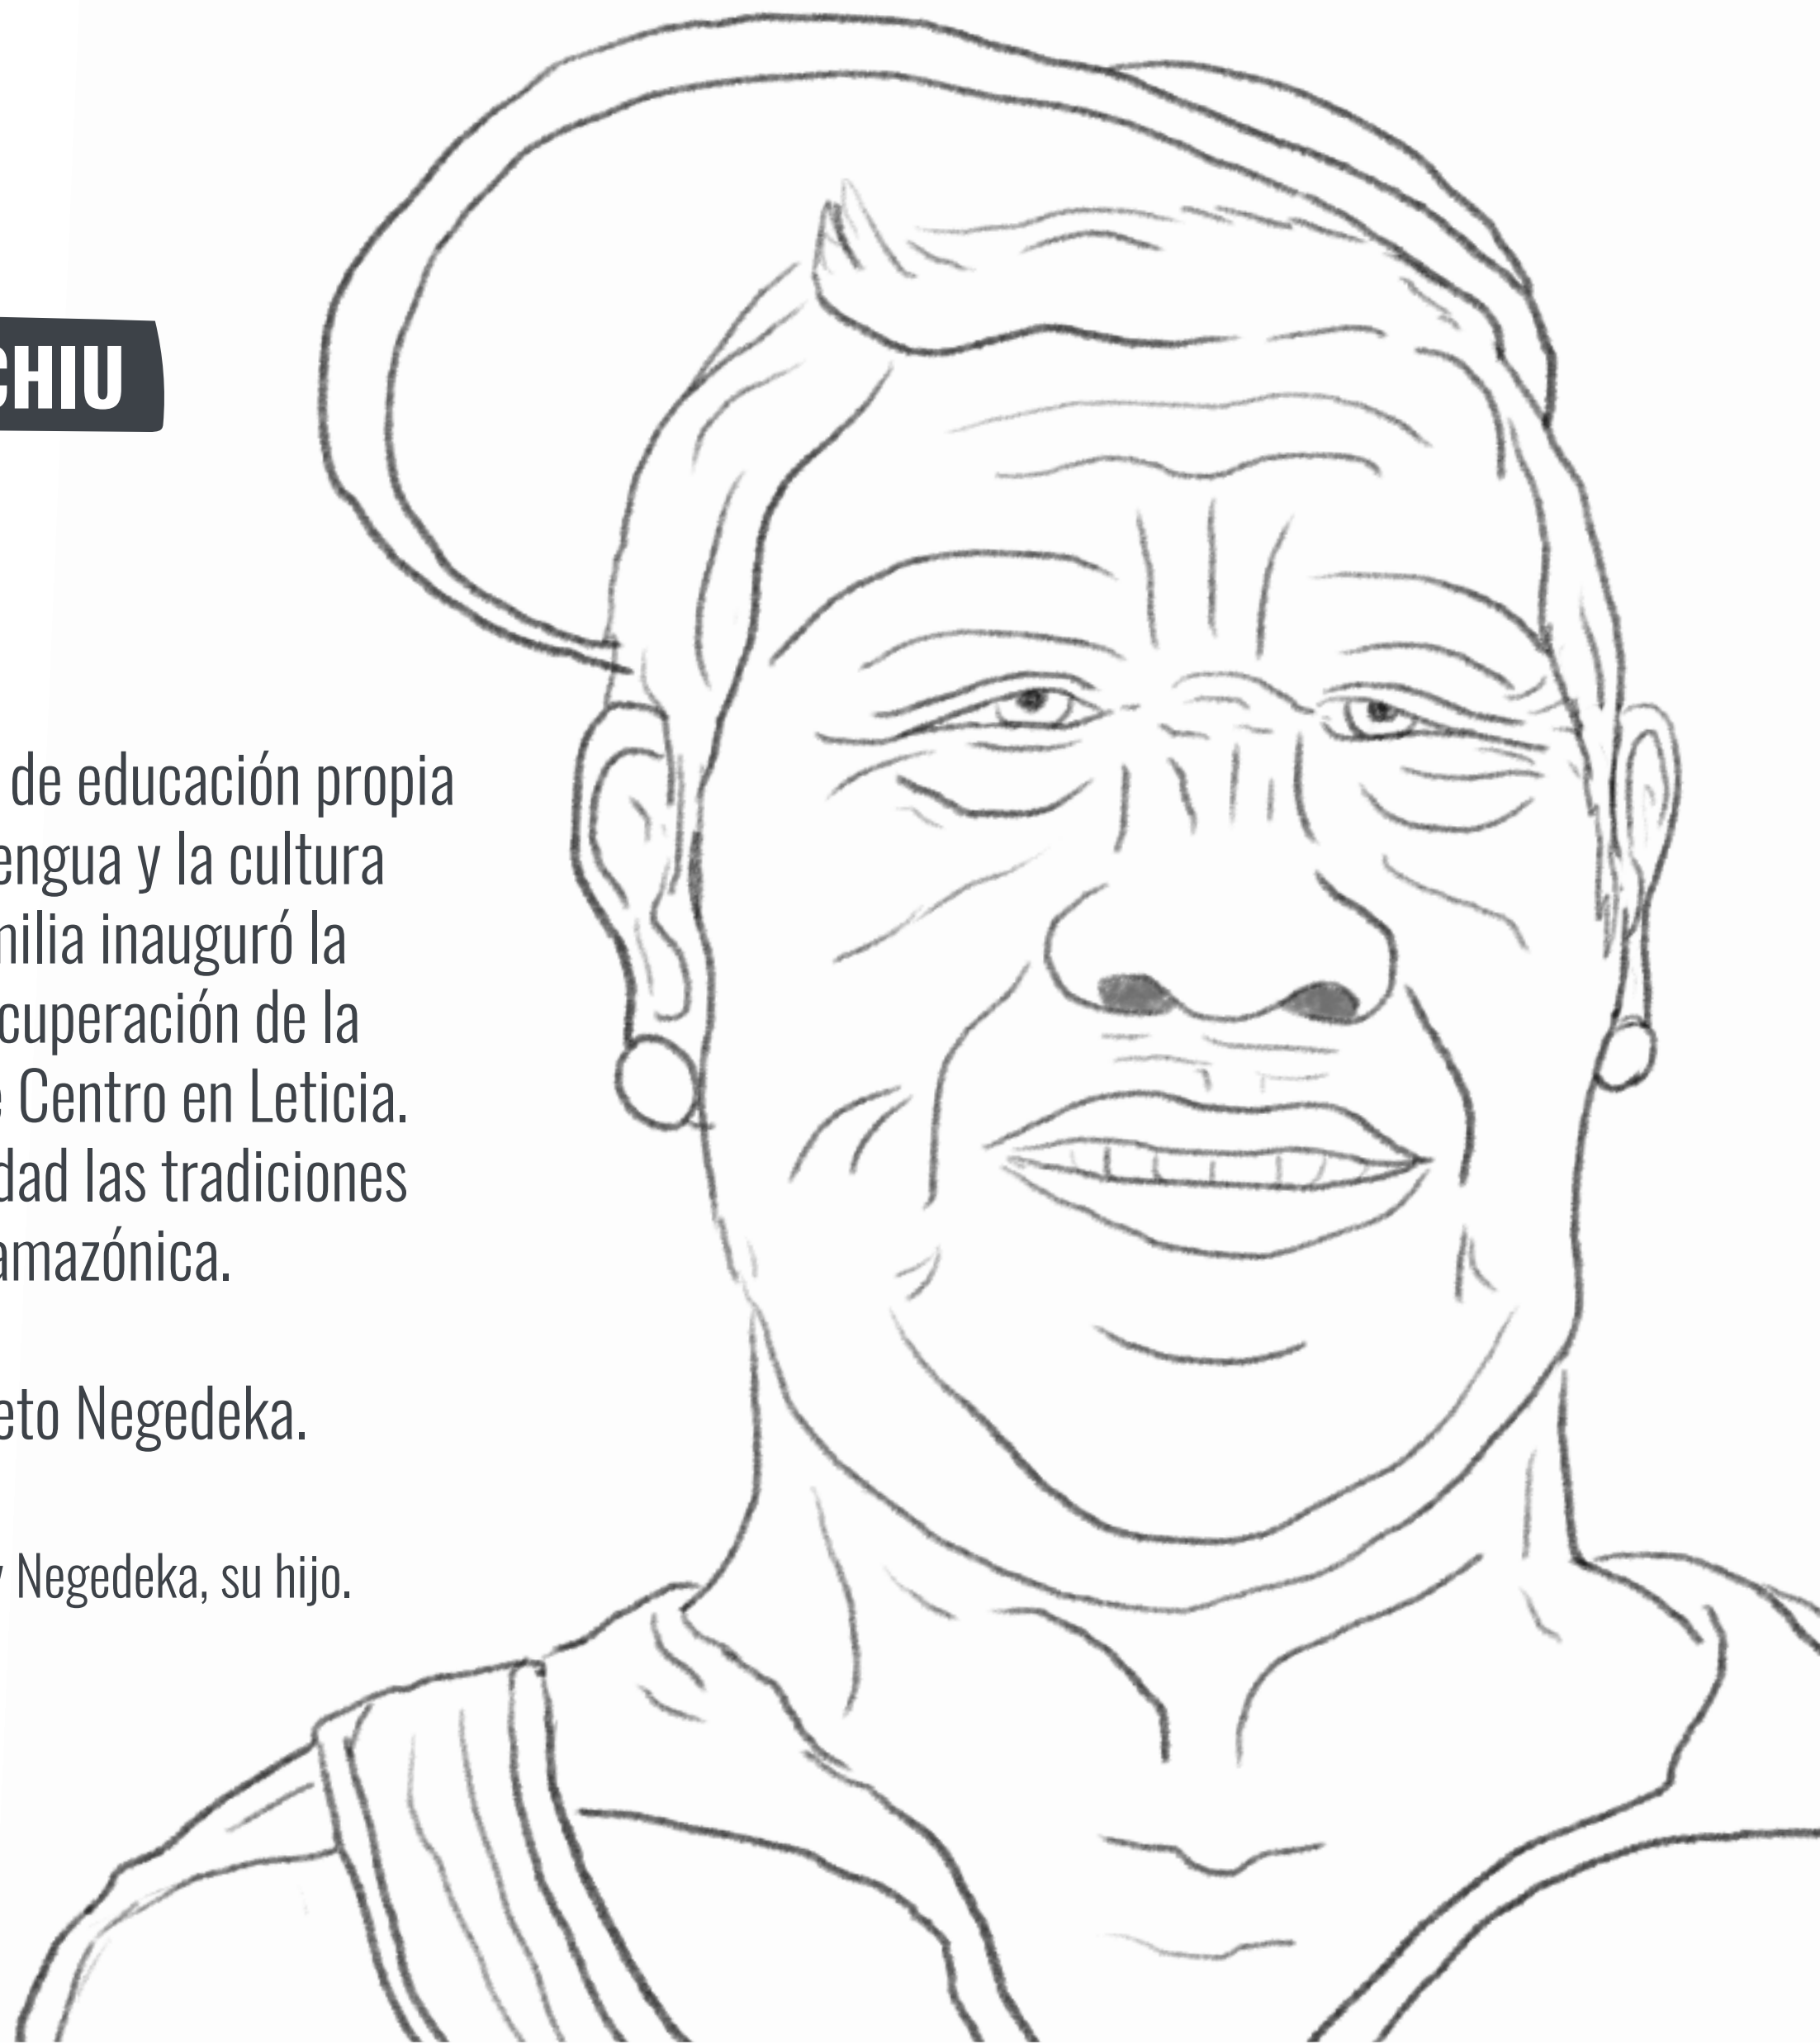 CHIU
de educación propia
engua y la cultura
milia inauguró la
cuperación de la
e Centro en Leticia.
dad las tradiciones
amazónica.
eto Negedeka.
y Negedeka, su hijo.